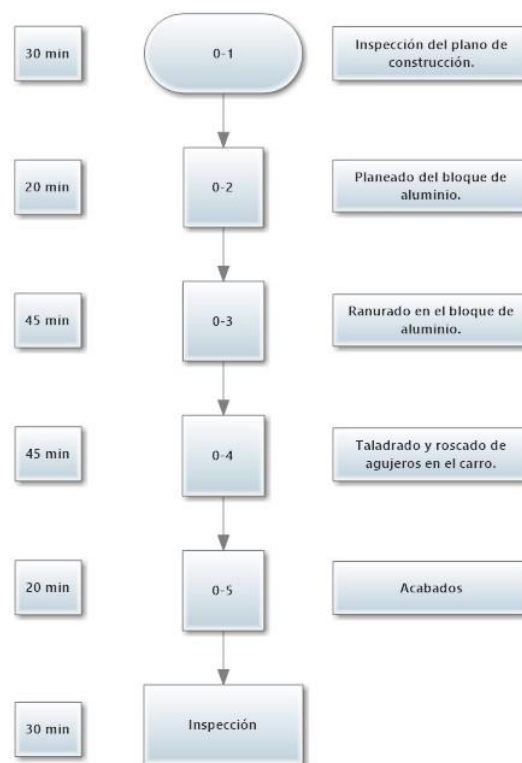 30 min
0-1
Inspección del plano de
construcción.
20 min
0-2
Planeado del bloque de
aluminio.
45 min
0-3
Ranurado en el bloque de
aluminio.
45 min
0-4
Taladrado y roscado de
agujeros en el carro.
20 min
0-5
Acabados
30 min
Inspección